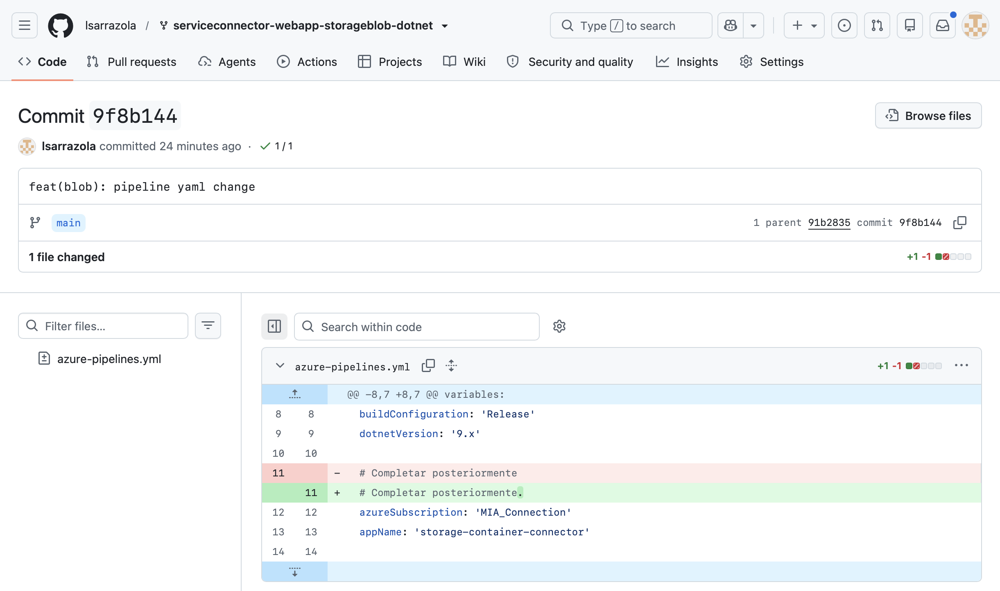 lsarrazola / serviceconnector-webapp-storageblob-dotnet
Type / to search
Code Pull requests Agents Actions Projects Wiki Security and quality Insights Settings
Commit 9f8b144
Browse files
lsarrazola committed 24 minutes ago · 1 / 1
feat(blob): pipeline yaml change
main
1 parent 91b2835 commit 9f8b144
1 file changed
+1 -1
Filter files...
Search within code
azure-pipelines.yml
azure-pipelines.yml
+1 -1
@@ -8,7 +8,7 @@ variables:
8 8 buildConfiguration: 'Release'
9 9 dotnetVersion: '9.x'
10 10
11 - # Completar posteriormente
11 + # Completar posteriormente.
12 12 azureSubscription: 'MIA_Connection'
13 13 appName: 'storage-container-connector'
14 14